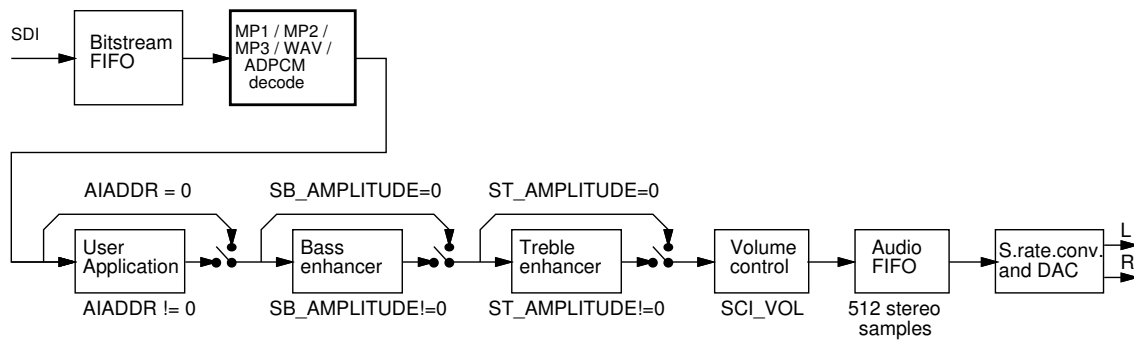 SDI
Bitstream
FIFO
MP1 / MP2 /
MP3 / WAV /
ADPCM
decode
AIADDR = 0
SB_AMPLITUDE=0
ST_AMPLITUDE=0
User
Application
Bass
enhancer
Treble
enhancer
Volume
control
Audio
FIFO
S.rate.conv.
and DAC
L
R
AIADDR != 0
SB_AMPLITUDE!=0
ST_AMPLITUDE!=0
SCI_VOL
512 stereo
samples